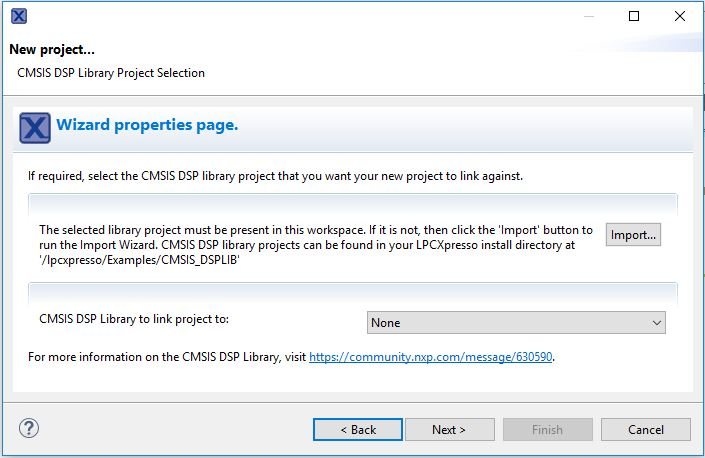 New project...
CMSIS DSP Library Project Selection
Wizard properties page.
If required, select the CMSIS DSP library project that you want your new project to link against.
The selected library project must be present in this workspace. If it is not, then click the 'Import' button to
run the Import Wizard. CMSIS DSP library projects can be found in your LPCXpresso install directory at
'/lpcxpresso/Examples/CMSIS_DSPLIB'
Import...
CMSIS DSP Library to link project to:
None
For more information on the CMSIS DSP Library, visit https://community.nxp.com/message/630590.
< Back
Next >
Finish
Cancel